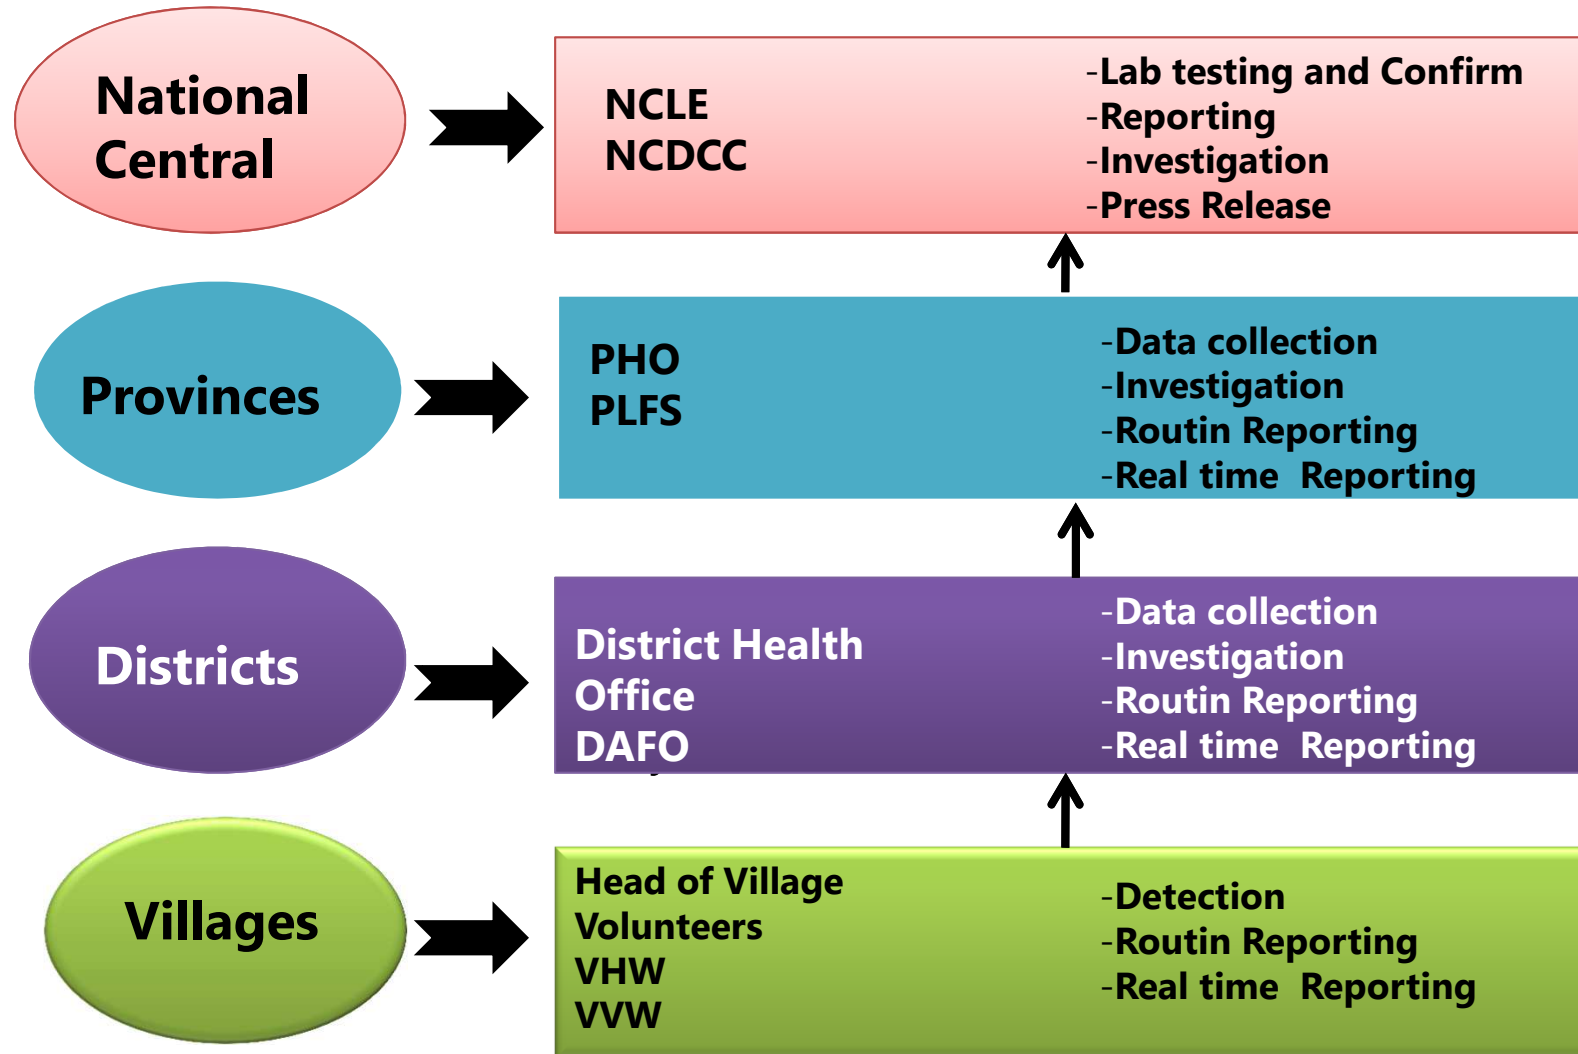 National
Central
NCLE
NCDCC
-Lab testing and Confirm
-Reporting
-Investigation
-Press Release
Provinces
PHO
PLFS
-Data collection
-Investigation
-Routin Reporting
-Real time  Reporting
Districts
District Health
Office
DAFO
-Data collection
-Investigation
-Routin Reporting
-Real time  Reporting
Villages
Head of Village
Volunteers
VHW
VVW
-Detection
-Routin Reporting
-Real time  Reporting